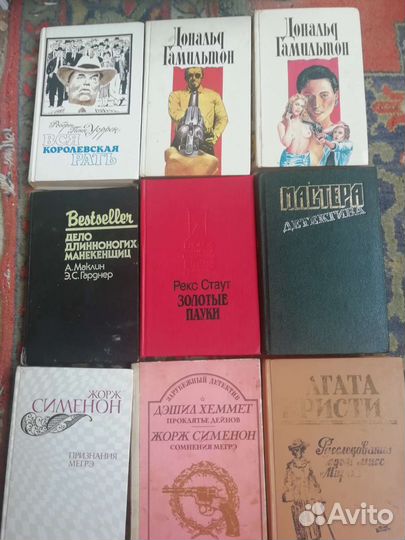 Роберт Пенн Уоррен
ВСЯ
КОРОЛЕВСКАЯ
РАТЬ
Дональд
Гамильтон
Дональд
Гамильтон
Bestseller
ДЕЛО
ДЛИННОНОГИХ
МАНЕКЕНЩИЦ
А. Маклин
Э.С. Гарднер
Рекс Стаут
ЗОЛОТЫЕ
ПАУКИ
МАСТЕРА
ДЕТЕКТИВА
ЖОРЖ
СИМЕНОН
ПРИЗНАНИЯ
МЕГРЭ
ЗАРУБЕЖНЫЙ ДЕТЕКТИВ
ДЭШИЛ ХЕММЕТ
ПРОКЛЯТЬЕ ДЕЙНОВ
ЖОРЖ СИМЕНОН
СОМНЕНИЯ МЕГРЭ
АГАТА
КРИСТИ
Расследования
Avito